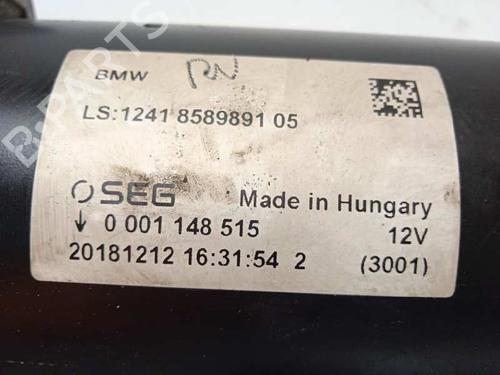 B-PARTS
BMW
LS:1241 8589891 05
SEG Made in Hungary
0 001 148 515 12V
20181212 16:31:54 2 (3001)